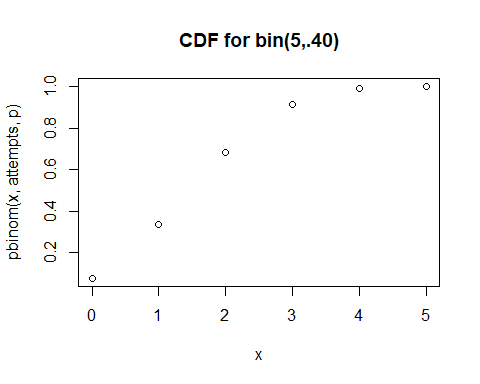 CDF for bin(5,.40)
pbinom(x, attempts, p)
1.0
0.8
0.6
0.4
0.2
0 1 2 3 4 5
x